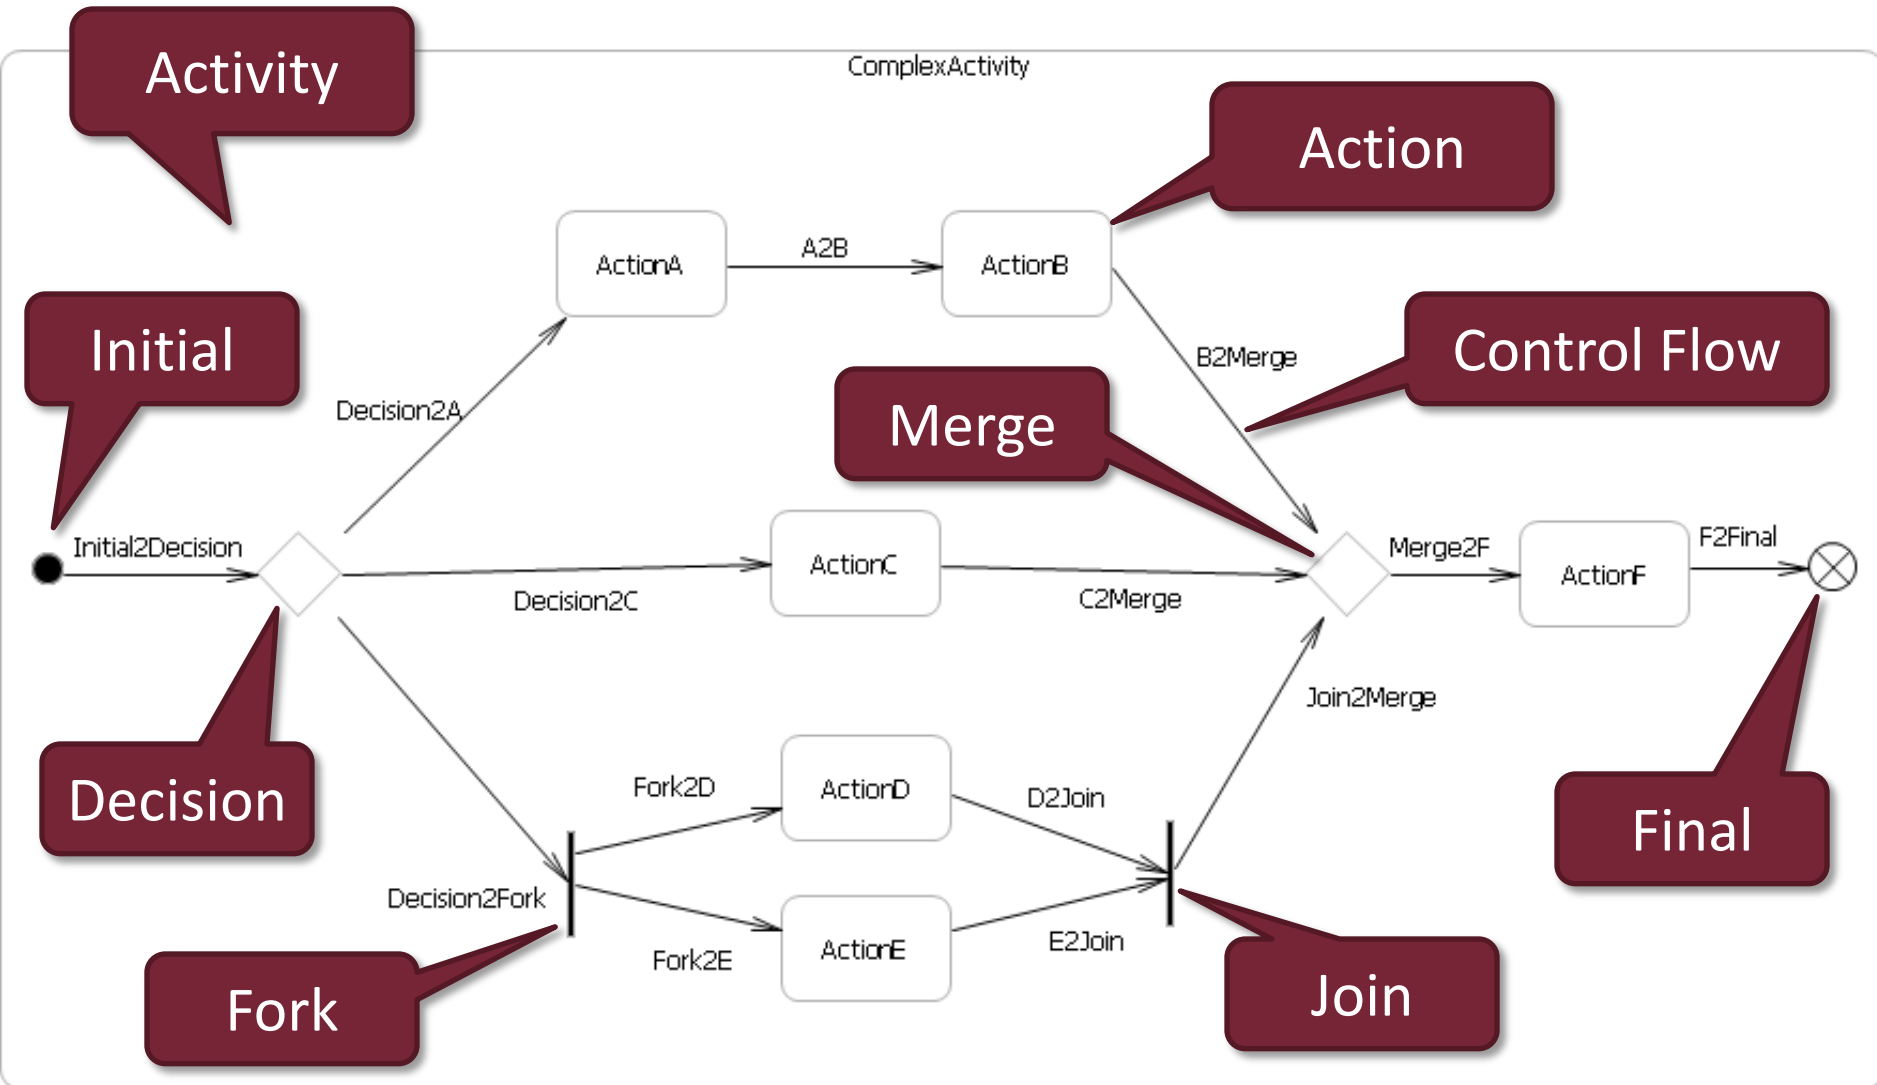 Activity
ComplexActivity
Action
ActionA
A2B
ActionB
Initial
Control Flow
B2Merge
Decision2A
Merge
Initial2Decision
Decision2C
ActionC
C2Merge
Merge2F
ActionF
F2Final
Join2Merge
Decision
Fork2D
ActionD
D2Join
Final
Decision2Fork
Fork2E
ActionE
E2Join
Fork
Join